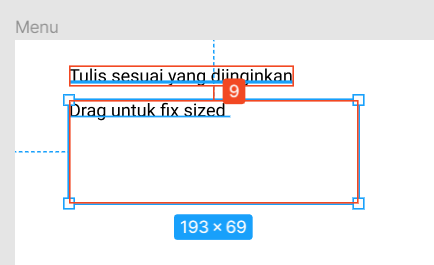 Menu
Tulis sesuai yang diinginkan
9
Drag untuk fix sized
193 × 69